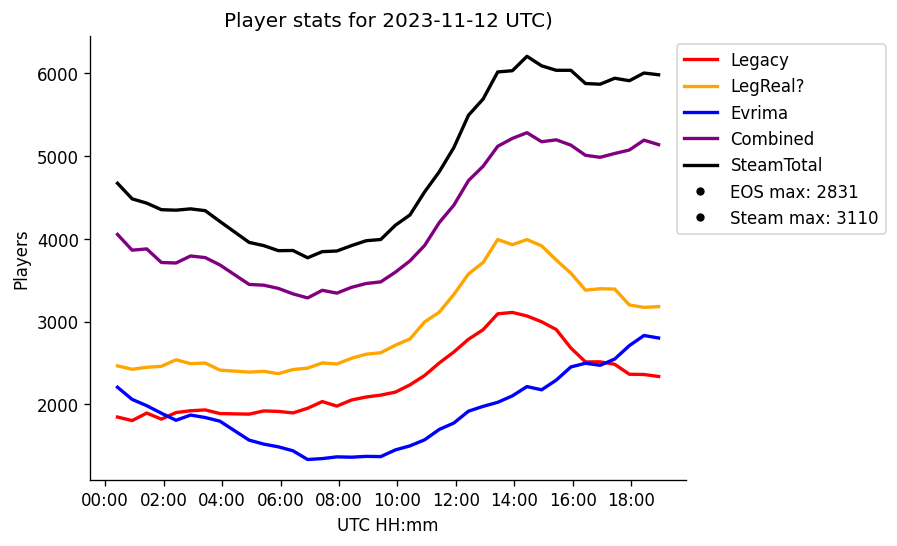 Player stats for 2023-11-12 UTC)
Legacy
LegReal?
Evrima
Combined
SteamTotal
EOS max: 2831
Steam max: 3110
Players
6000
5000
4000
3000
2000
00:00 02:00 04:00 06:00 08:00 10:00 12:00 14:00 16:00 18:00
UTC HH:mm